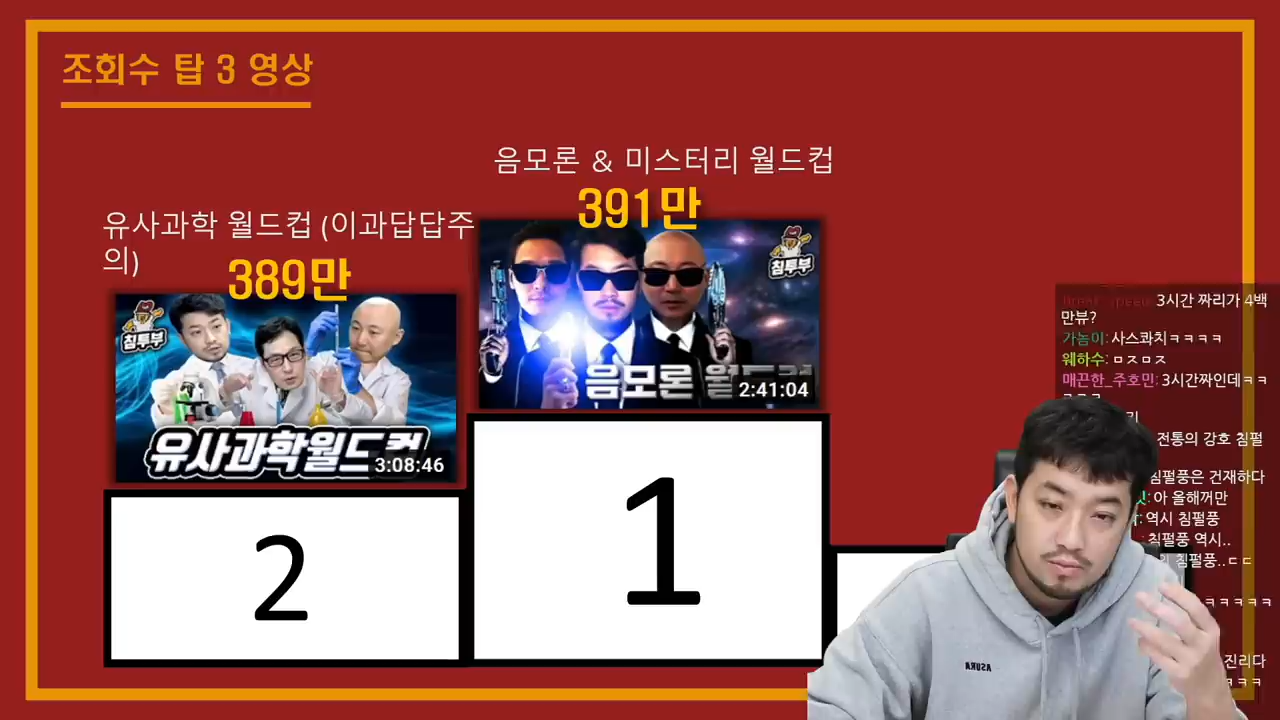 조회수 탑 3 영상
음모론 & 미스터리 월드컵
391만
유사과학 월드컵 (이과답답주
의)
389만
침투부
음모론 월드컵
2:41:04
침투부
유사과학월드컵
3:08:46
2
1
3시간 짜리가 4백
만뷰?
가놈이: 사스콰치ㅋㅋㅋㅋ
웨하수: ㅁㅈㅁㅈ
매끈한_주호민: 3시간짜인데ㅋㅋ
전통의 강호 침펄
침펄풍은 건재하다
: 아 올해꺼만
: 역시 침펄풍
: 침펄풍 역시..
침펄풍..ㄷㄷ
ㅋㅋㅋㅋㅋ
진리다
ㅋㅋㅋ
ASURA